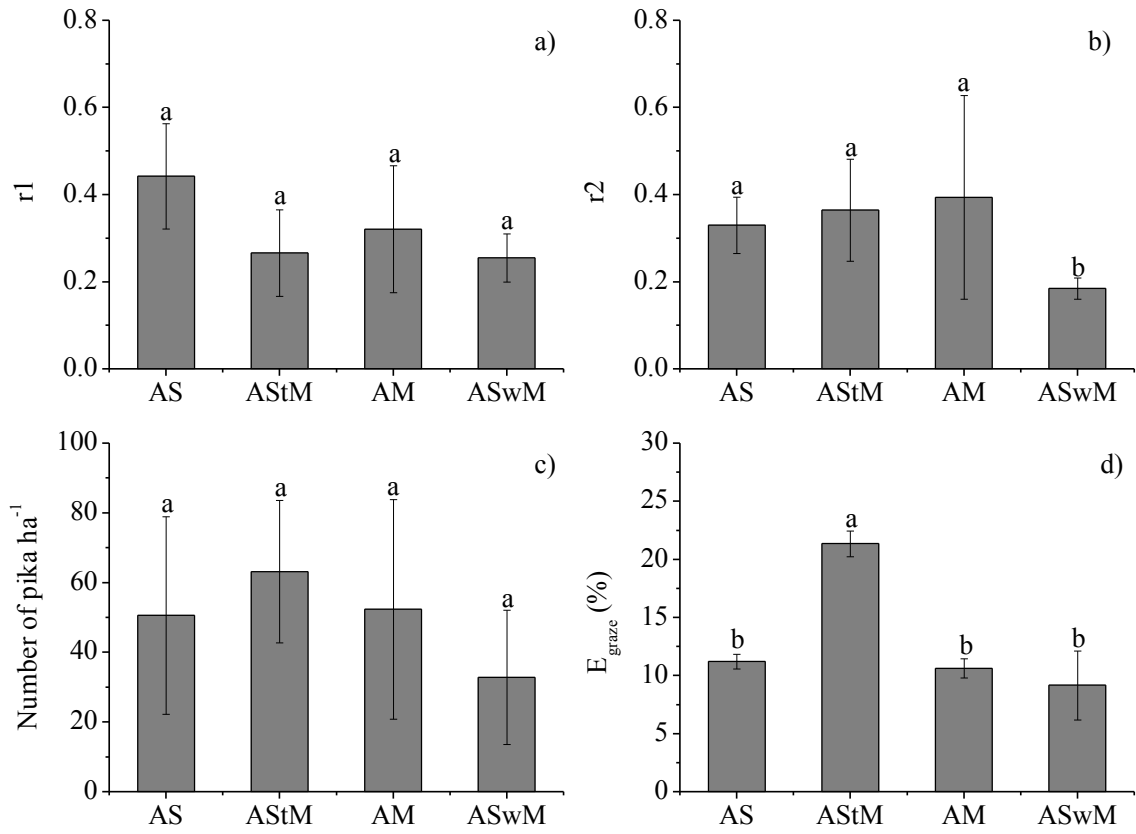 a)
0.8
0.6
0.4
0.2
0.0
r1
a
a
a
a
AS AStM AM ASwM
b)
0.8
0.6
0.4
0.2
0.0
r2
a
a
a
b
AS AStM AM ASwM
c)
100
80
60
40
20
0
Number of pika ha⁻¹
a
a
a
a
AS AStM AM ASwM
d)
30
25
20
15
10
5
0
E graze (%)
b
a
b
b
AS AStM AM ASwM